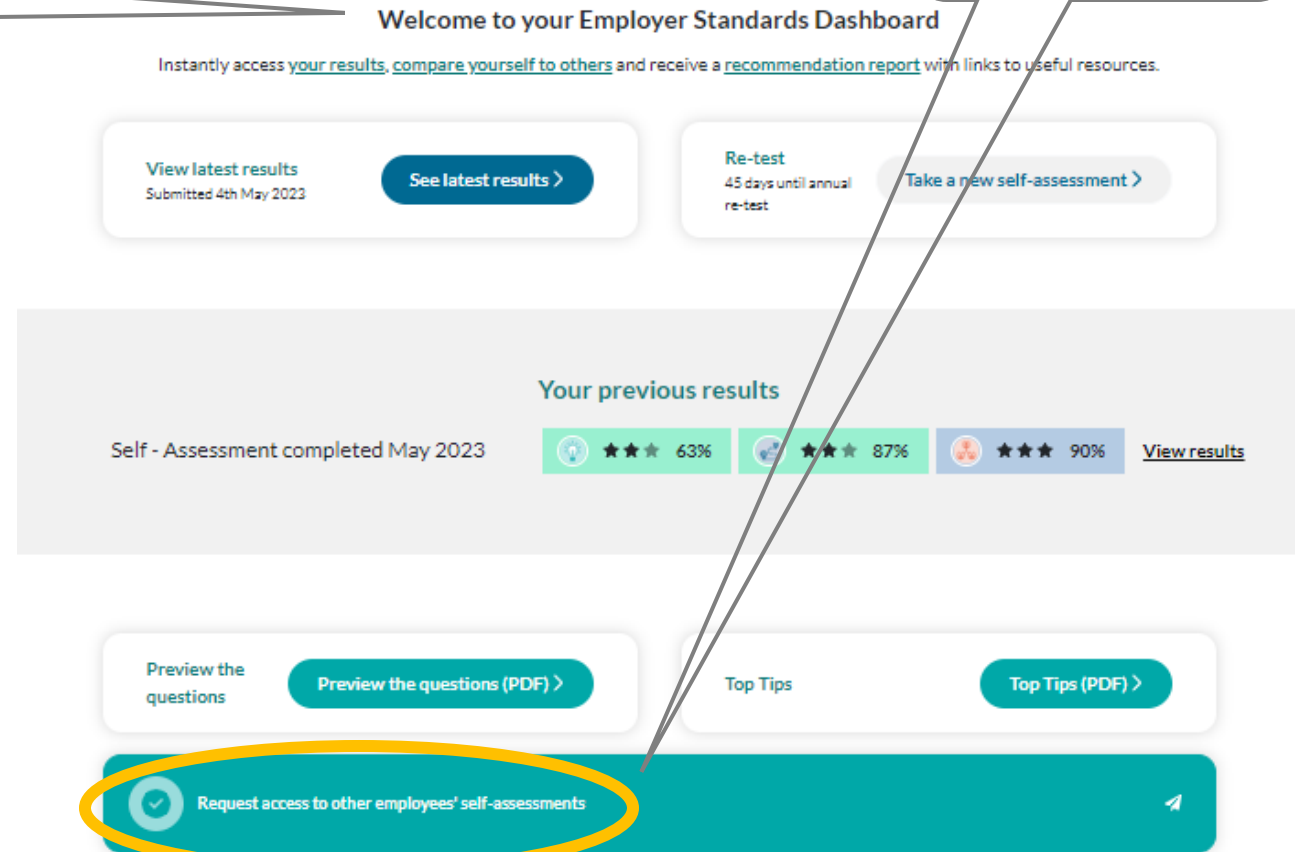 Welcome to your Employer Standards Dashboard
Instantly access your results, compare yourself to others and receive a recommendation report with links to useful resources.
View latest results
Submitted 4th May 2023
See latest results >
Re-test
45 days until annual
re-test
Take a new self-assessment >
Your previous results
Self - Assessment completed May 2023
★★★ 63%
★★★ 87%
★★★ 90%
View results
Preview the
questions
Preview the questions (PDF) >
Top Tips
Top Tips (PDF) >
Request access to other employees' self-assessments